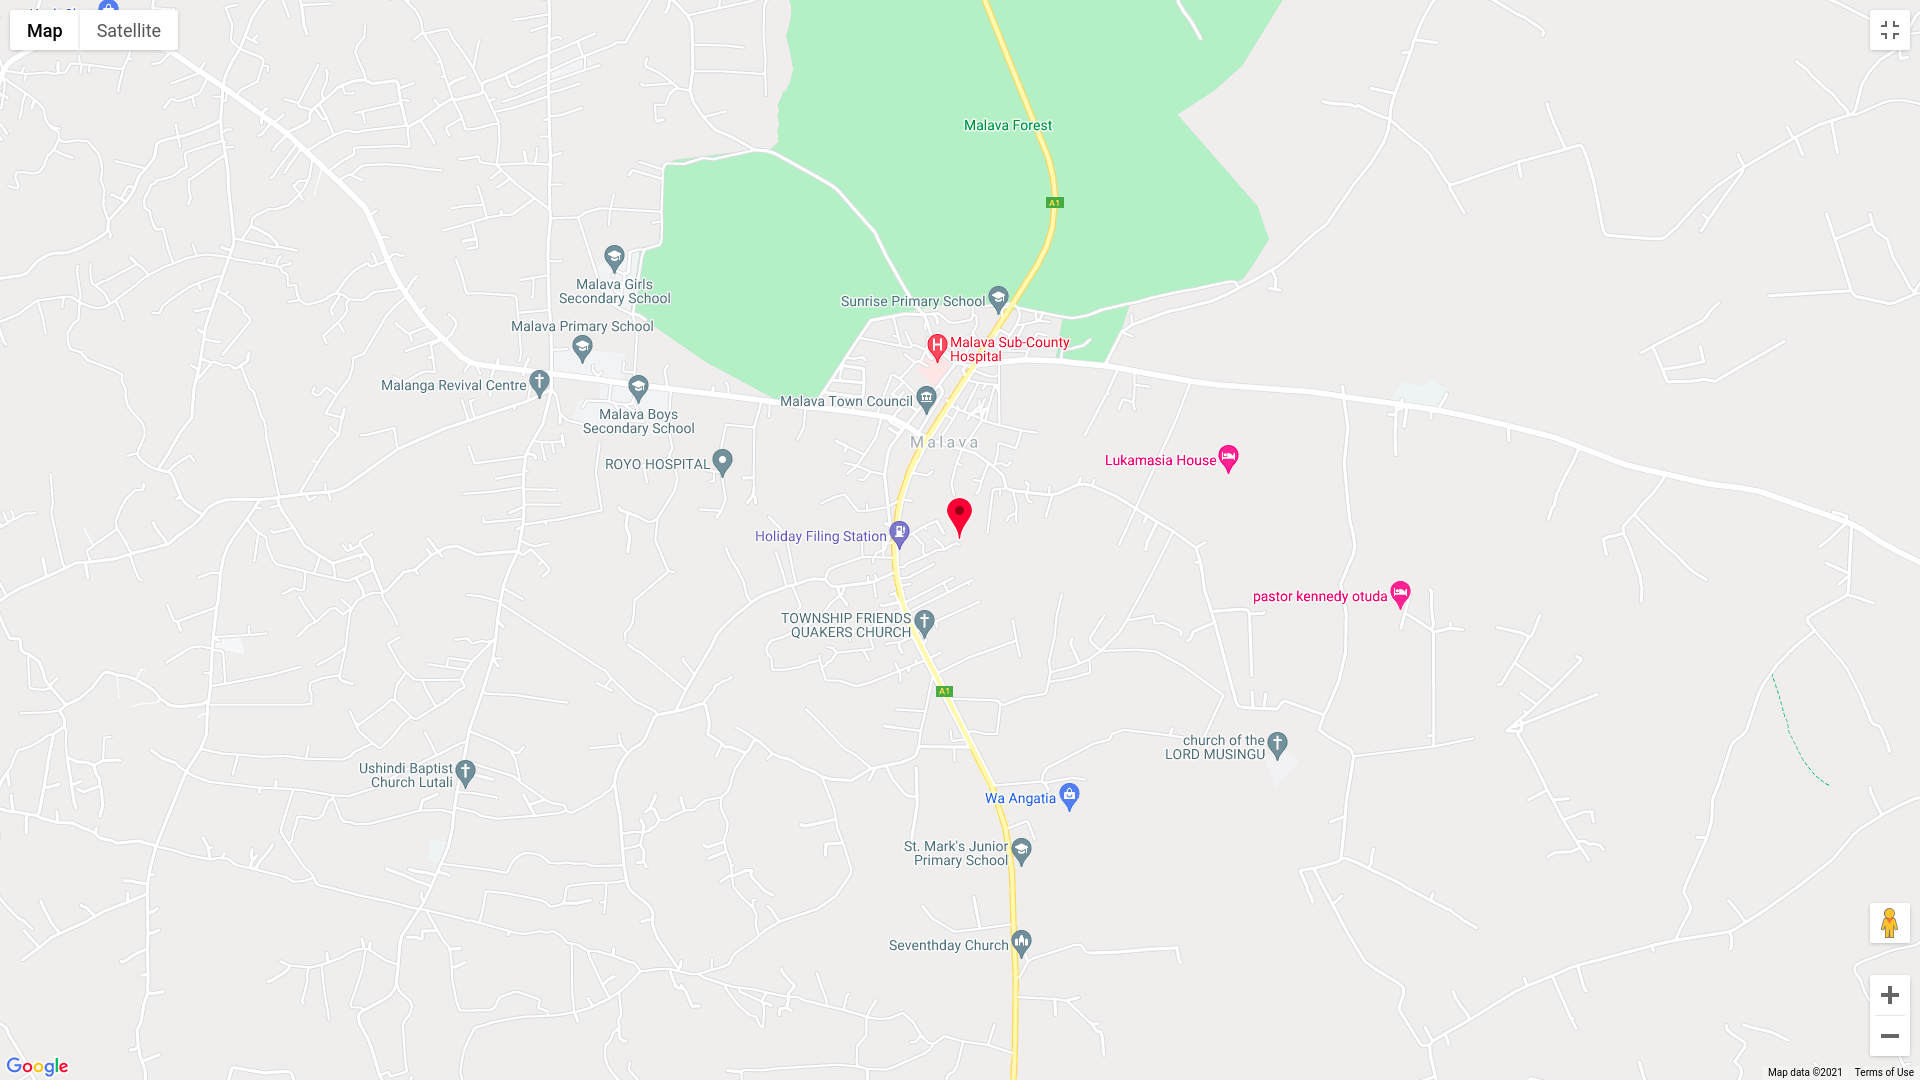 Map
Satellite
Malava Forest
A1
Malava Girls
Secondary School
Sunrise Primary School
Malava Primary School
Malava Sub-County
Hospital
Malanga Revival Centre
Malava Town Council
Malava Boys
Secondary School
Malava
ROYO HOSPITAL
Lukamasia House
Holiday Filing Station
pastor kennedy otuda
TOWNSHIP FRIENDS
QUAKERS CHURCH
A1
church of the
LORD MUSINGU
Ushindi Baptist
Church Lutali
Wa Angatia
St. Mark's Junior
Primary School
Seventhday Church
Google
Map data ©2021
Terms of Use